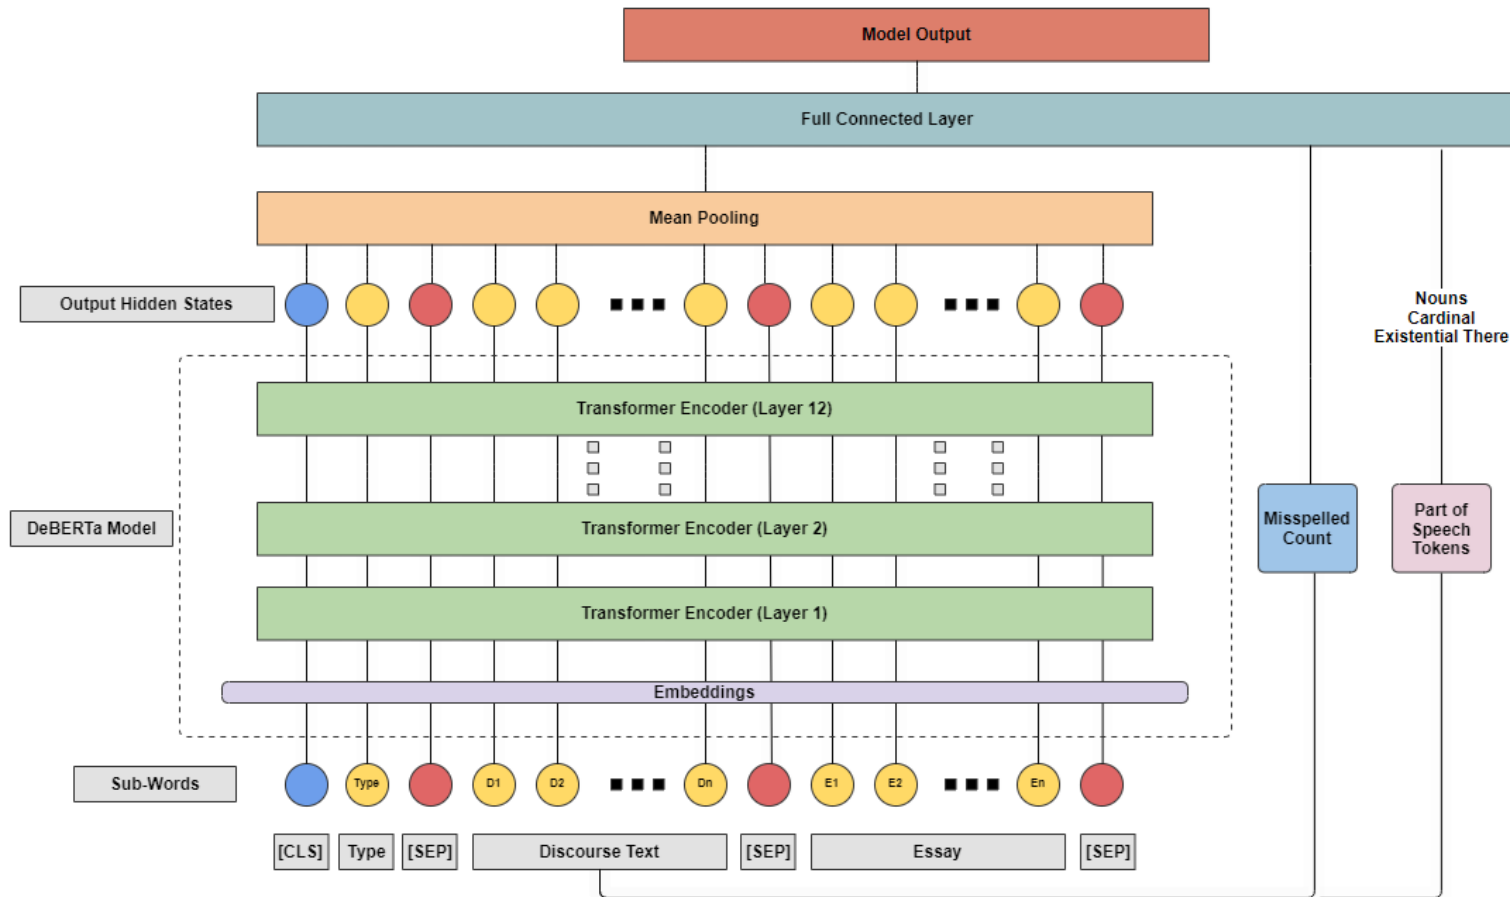 Model Output
Full Connected Layer
Mean Pooling
Output Hidden States
Nouns
Cardinal
Existential There
Transformer Encoder (Layer 12)
DeBERTa Model
Transformer Encoder (Layer 2)
Misspelled
Count
Part of
Speech
Tokens
Transformer Encoder (Layer 1)
Embeddings
Sub-Words
Type
D1
D2
Dn
E1
E2
En
[CLS]
Type
[SEP]
Discourse Text
[SEP]
Essay
[SEP]